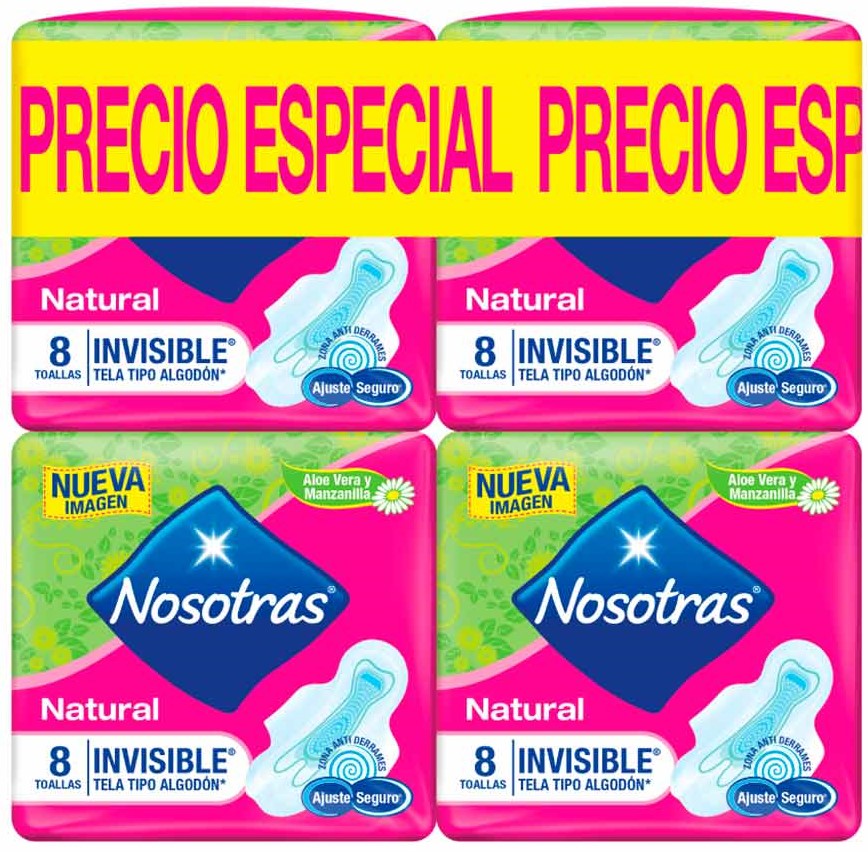 PRECIO ESPECIAL PRECIO ESP
Natural
8 TOALLAS
INVISIBLE®
TELA TIPO ALGODÓN*
ZONA ANTI DERRAMES
Ajuste Seguro®
Natural
8 TOALLAS
INVISIBLE®
TELA TIPO ALGODÓN*
ZONA ANTI DERRAMES
Ajuste Seguro®
NUEVA
IMAGEN
Aloe Vera y
Manzanilla
Nosotras®
Natural
8 TOALLAS
INVISIBLE®
TELA TIPO ALGODÓN*
ZONA ANTI DERRAMES
Ajuste Seguro®
NUEVA
IMAGEN
Aloe Vera y
Manzanilla
Nosotras®
Natural
8 TOALLAS
INVISIBLE®
TELA TIPO ALGODÓN*
ZONA ANTI DERRAMES
Ajuste Seguro®